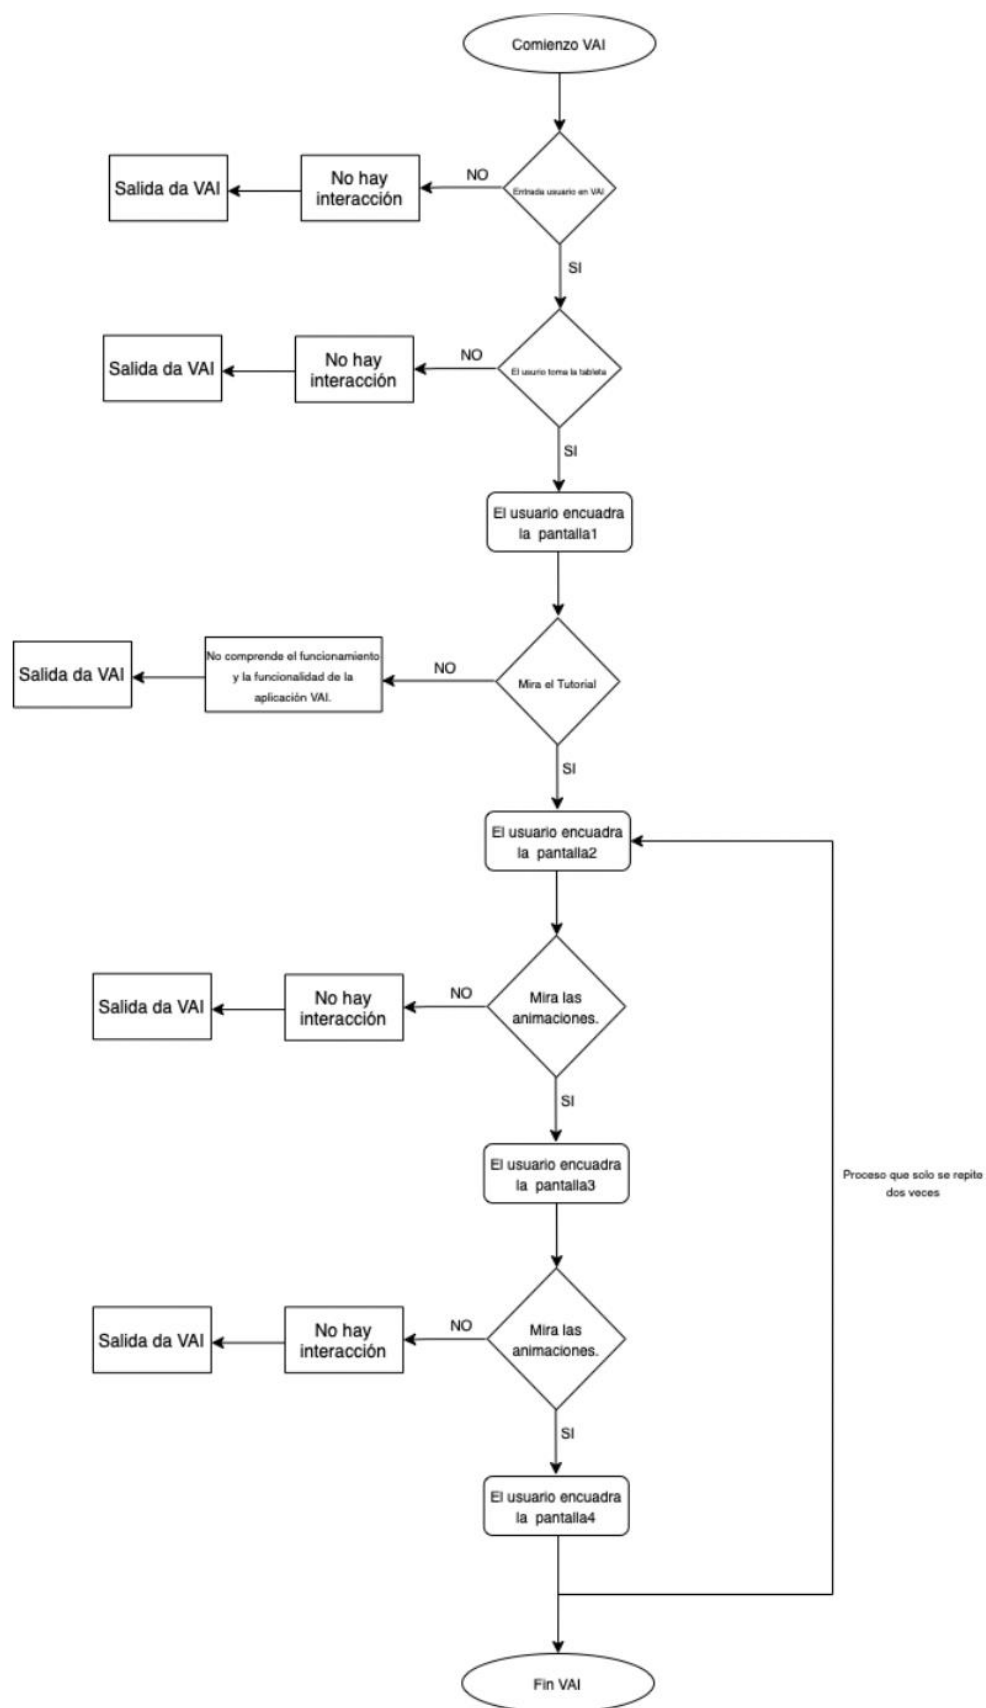 Comienzo VAI
Entrada usuario en VAI
NO
No hay
interacción
Salida da VAI
SI
El usurio toma la tableta
NO
No hay
interacción
Salida da VAI
SI
El usuario encuadra
la pantalla1
Mira el Tutorial
NO
No comprende el funcionamiento
y la funcionalidad de la
aplicación VAI.
Salida da VAI
SI
El usuario encuadra
la pantalla2
Mira las
animaciones.
NO
No hay
interacción
Salida da VAI
SI
El usuario encuadra
la pantalla3
Proceso que solo se repite
dos veces
Mira las
animaciones.
NO
No hay
interacción
Salida da VAI
SI
El usuario encuadra
la pantalla4
Fin VAI